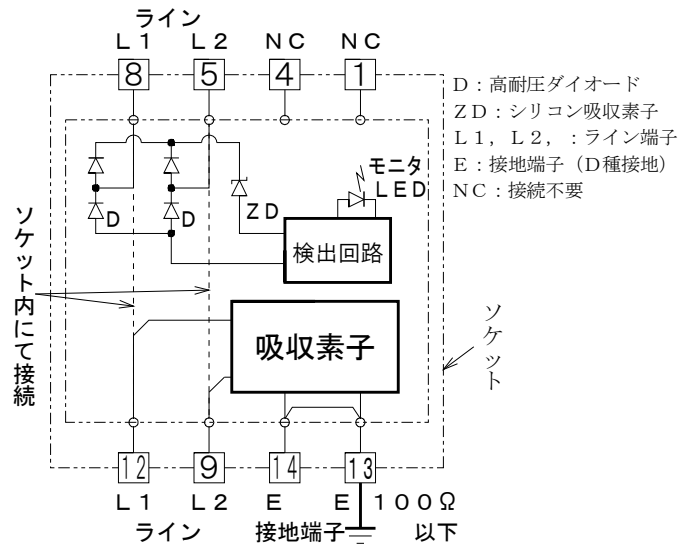 ライン
L1 L2 NC NC
8 5 4 1
D：高耐圧ダイオード
ZD：シリコン吸収素子
L1，L2，：ライン端子
E：接地端子（D種接地）
NC：接続不要
モニタ
LED
D D ZD
検出回路
ソケット内にて接続
吸収素子
ソケット
12 9 14 13
L1 L2 E E 100Ω
ライン 接地端子 以下